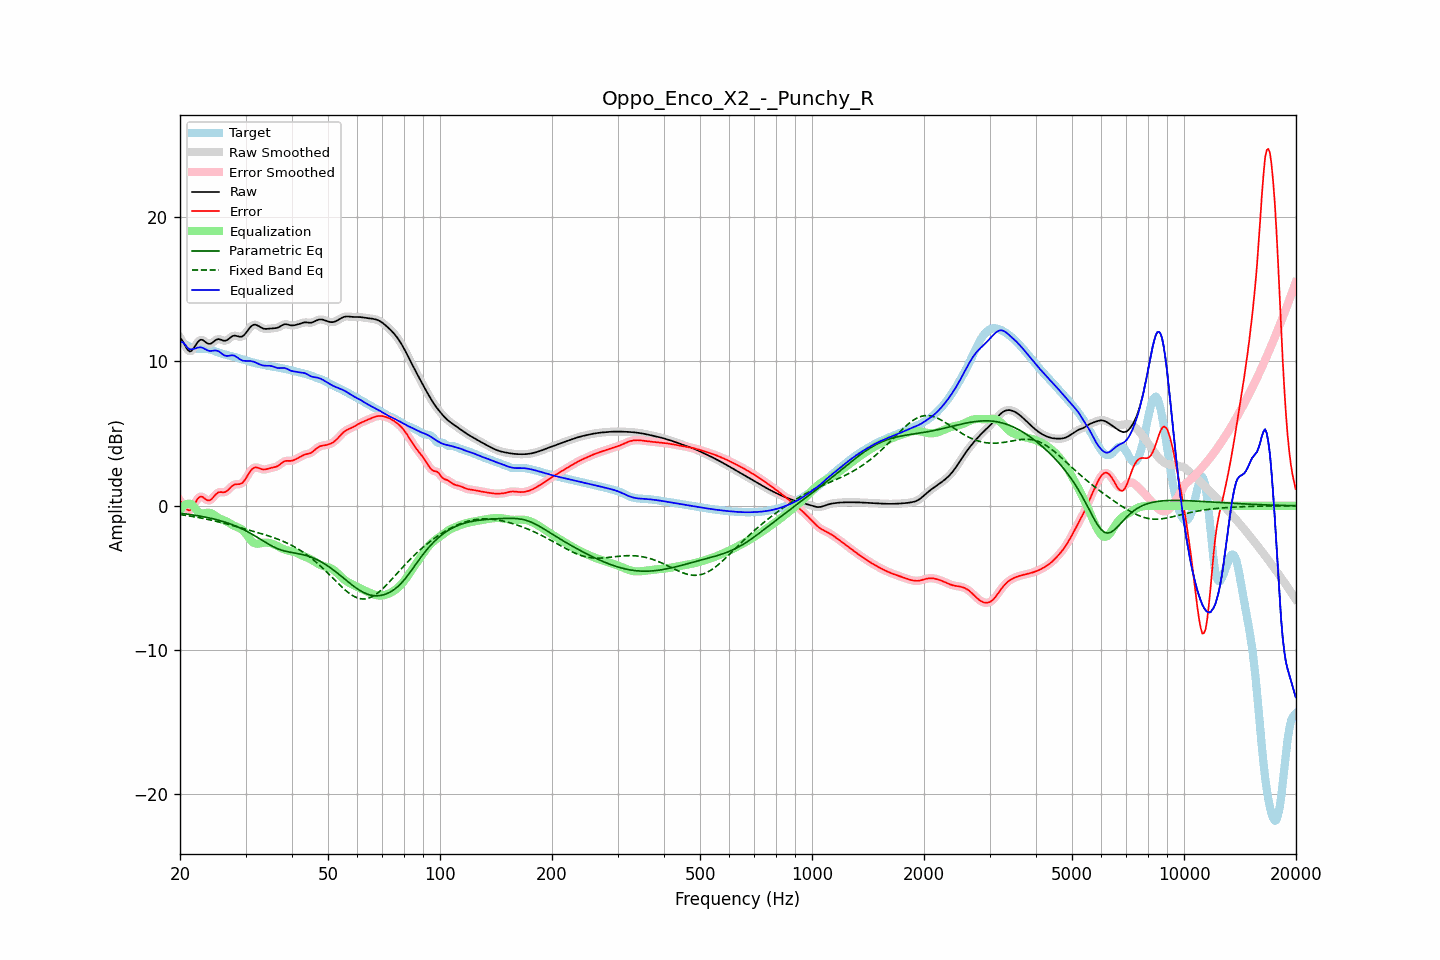 Oppo_Enco_X2_-_Punchy_R
Target
Raw Smoothed
Error Smoothed
Raw
Error
Equalization
Parametric Eq
Fixed Band Eq
Equalized
20
10
0
−10
−20
Amplitude (dBr)
20 50 100 200 500 1000 2000 5000 10000 20000
Frequency (Hz)